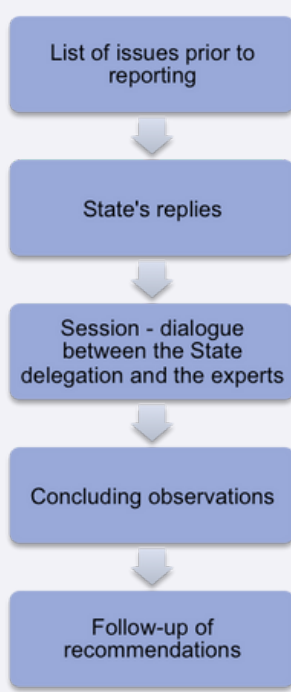 List of issues prior to
reporting
State's replies
Session - dialogue
between the State
delegation and the experts
Concluding observations
Follow-up of
recommendations